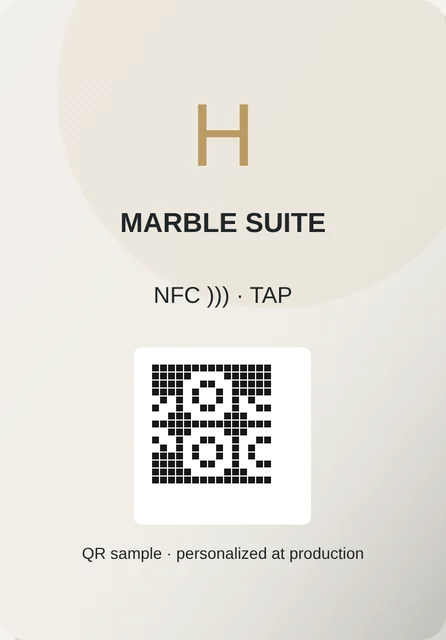 H
MARBLE SUITE
NFC ))) · TAP
QR sample · personalized at production